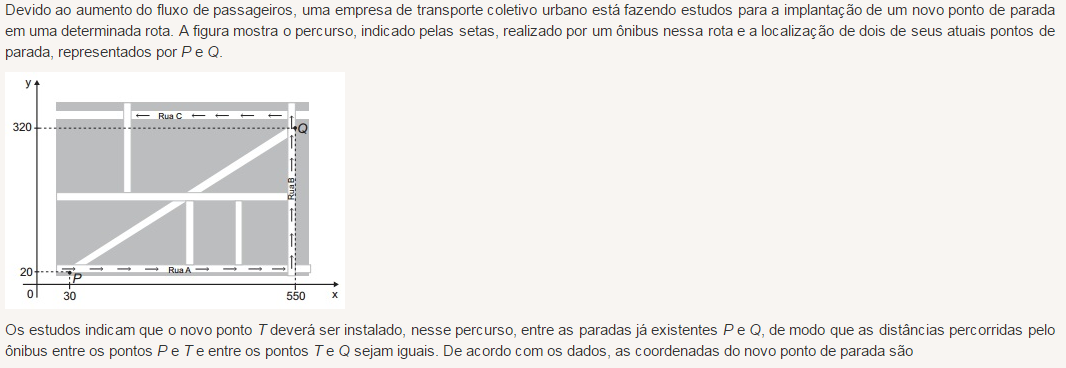 Devido ao aumento do fluxo de passageiros, uma empresa de transporte coletivo urbano está fazendo estudos para a implantação de um novo ponto de parada
em uma determinada rota. A figura mostra o percurso, indicado pelas setas, realizado por um ônibus nessa rota e a localização de dois de seus atuais pontos de
parada, representados por P e Q.
y
Rua C
320
Q
Rua B
20
P
Rua A
0
30
550
x
Os estudos indicam que o novo ponto T deverá ser instalado, nesse percurso, entre as paradas já existentes P e Q, de modo que as distâncias percorridas pelo
ônibus entre os pontos P e T e entre os pontos T e Q sejam iguais. De acordo com os dados, as coordenadas do novo ponto de parada são